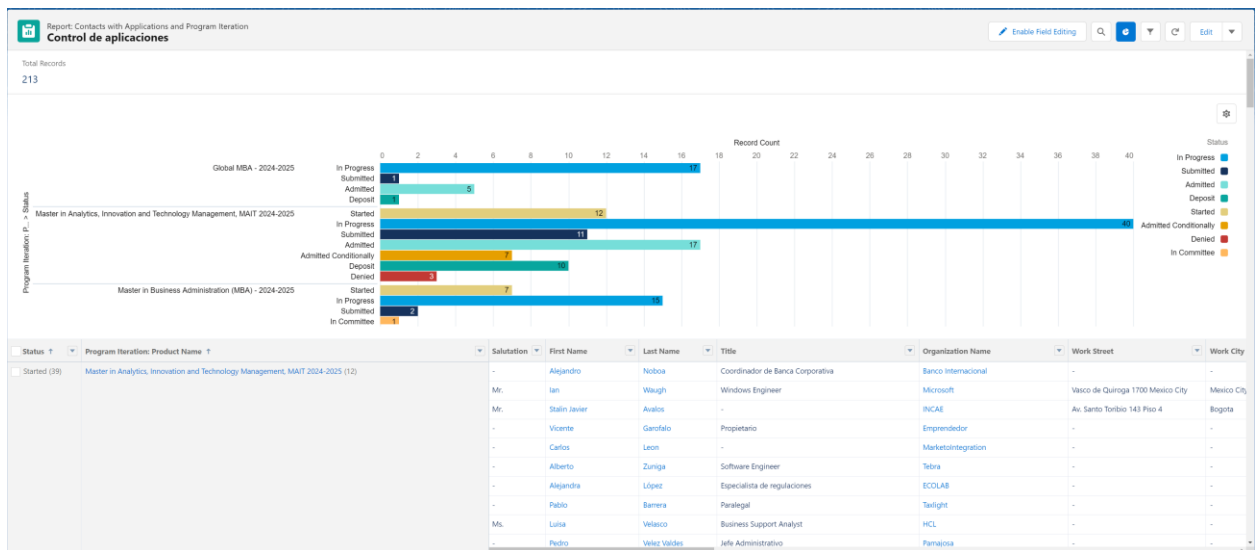 Report: Contacts with Applications and Program Iteration
Control de aplicaciones
Enable Field Editing
Edit
Total Records
213
Record Count
0 2 4 6 8 10 12 14 16 18 20 22 24 26 28 30 32 34 36 38 40
Program Iteration: P... > Status
Global MBA - 2024-2025
In Progress 17
Submitted 1
Admitted 5
Deposit 1
Master in Analytics, Innovation and Technology Management, MAIT 2024-2025
Started 12
In Progress 40
Submitted 11
Admitted 17
Admitted Conditionally 7
Deposit 10
Denied 3
Master in Business Administration (MBA) - 2024-2025
Started 7
In Progress 15
Submitted 2
In Committee 1
Status
In Progress
Submitted
Admitted
Deposit
Started
Admitted Conditionally
Denied
In Committee
Status ↑ Program Iteration: Product Name ↑ Salutation First Name Last Name Title Organization Name Work Street Work City
Started (39) Master in Analytics, Innovation and Technology Management, MAIT 2024-2025 (12) - Alejandro Noboa Coordinador de Banca Corporativa Banco Internacional - -
Mr. Ian Waugh Windows Engineer Microsoft Vasco de Quiroga 1700 Mexico City Mexico City
Mr. Stalin Javier Avalos - INCAE Av. Santo Toribio 143 Piso 4 Bogota
- Vicente Garofalo Propietario Emprendedor - -
- Carlos Leon - MarketoIntegration - -
- Alberto Zuniga Software Engineer Tebra - -
- Alejandra López Especialista de regulaciones ECOLAB - -
- Pablo Barrera Paralegal Taxlight - -
Ms. Luisa Velasco Business Support Analyst HCL - -
- Pedro Velez Valdes Jefe Administrativo Pamajosa - -